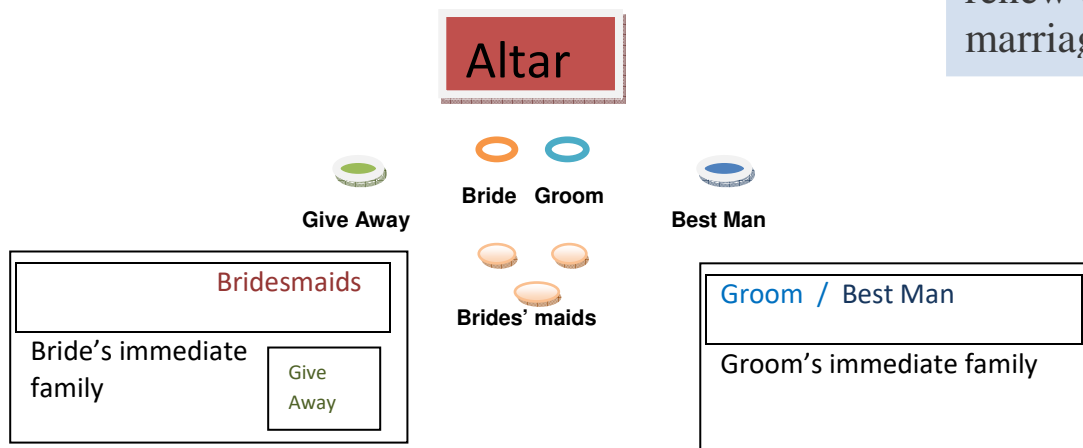 Altar
marriag
Bride Groom
Give Away
Best Man
Bridesmaids
Brides’ maids
Bride’s immediate
family
Give
Away
Groom / Best Man
Groom’s immediate family